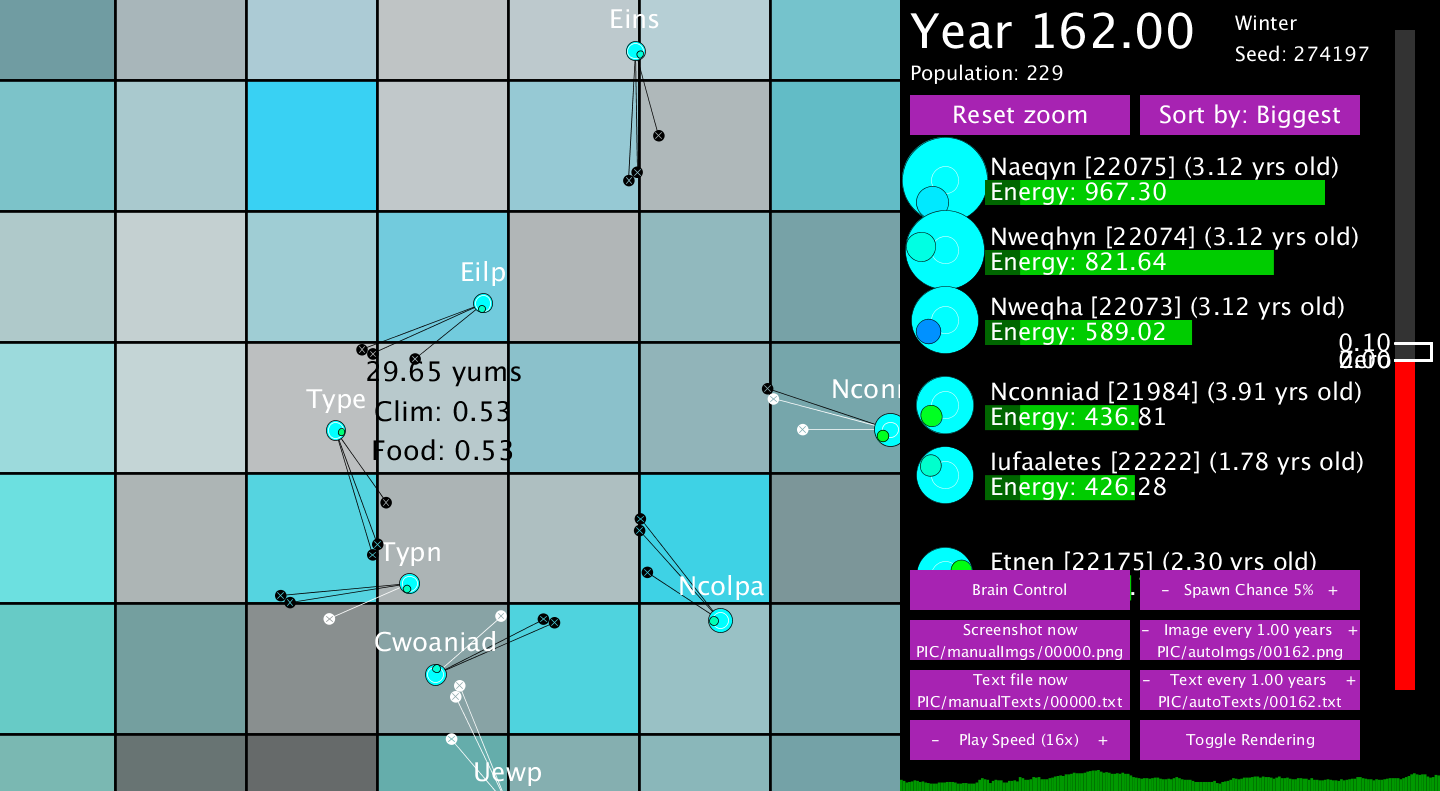 Eins
Eilp
29.65 yums
Type
Clim: 0.53
Food: 0.53
Typn
Ncolpa
Cwoaniad
Uewp
Year 162.00
Winter
Seed: 274197
Population: 229
Reset zoom
Sort by: Biggest
Naeqyn [22075] (3.12 yrs old)
Energy: 967.30
Nweqhyn [22074] (3.12 yrs old)
Energy: 821.64
Nweqha [22073] (3.12 yrs old)
Energy: 589.02
0.10
Nconniad [21984] (3.91 yrs old)
Energy: 436.81
Iufaaletes [22222] (1.78 yrs old)
Energy: 426.28
Etnen [22175] (2.30 yrs old)
Brain Control
- Spawn Chance 5% +
Screenshot now
PIC/manualImgs/00000.png
- Image every 1.00 years +
PIC/autoImgs/00162.png
Text file now
PIC/manualTexts/00000.txt
- Text every 1.00 years +
PIC/autoTexts/00162.txt
- Play Speed (16x) +
Toggle Rendering